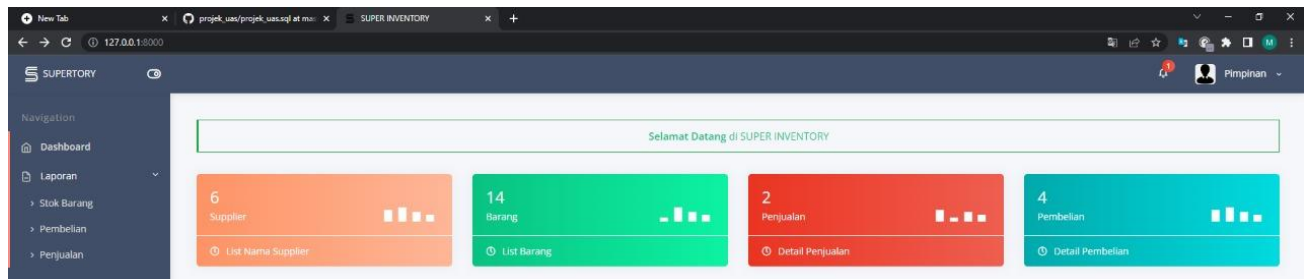 New Tab
projek_uas/projek_uas.sql at mai
SUPER INVENTORY
127.0.0.1:8000
M
SUPERTORY
1
Pimpinan
Navigation
Dashboard
Laporan
Stok Barang
Pembelian
Penjualan
Selamat Datang di SUPER INVENTORY
6
Supplier
List Nama Supplier
14
Barang
List Barang
2
Penjualan
Detail Penjualan
4
Pembelian
Detail Pembelian